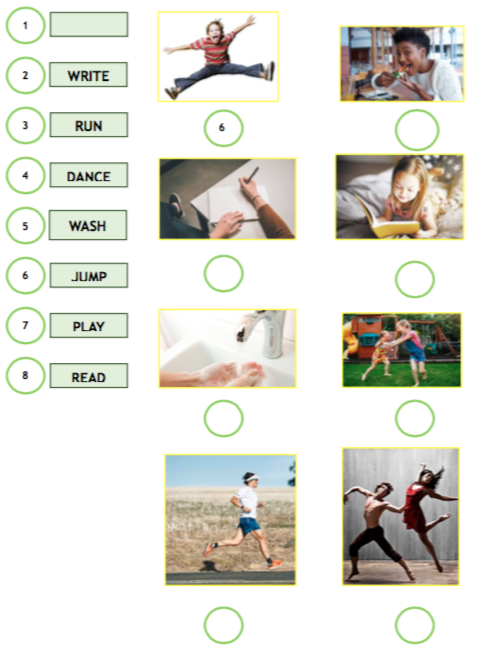 1
2 WRITE
3 RUN
6
4 DANCE
5 WASH
6 JUMP
7 PLAY
8 READ